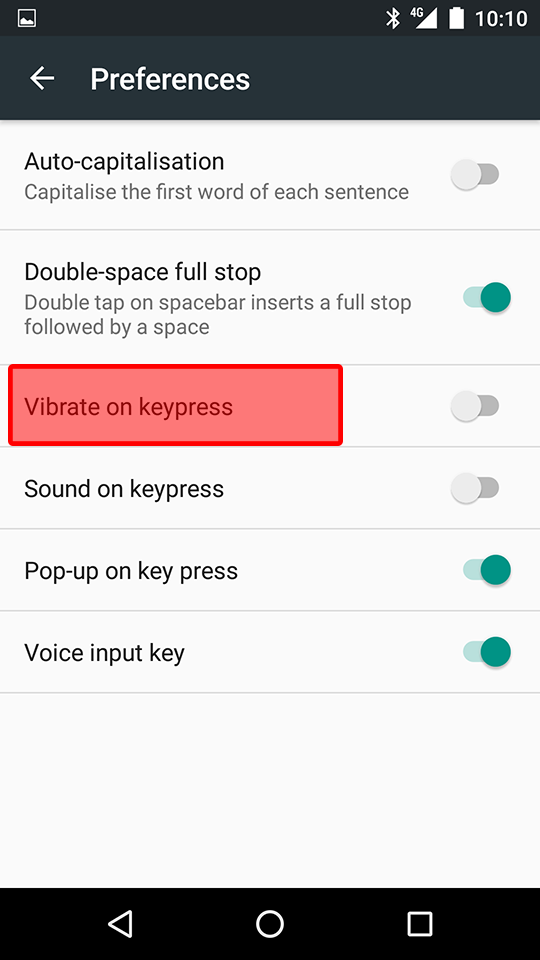 4G 10:10
Preferences
Auto-capitalisation
Capitalise the first word of each sentence
Double-space full stop
Double tap on spacebar inserts a full stop
followed by a space
Vibrate on keypress
Sound on keypress
Pop-up on key press
Voice input key